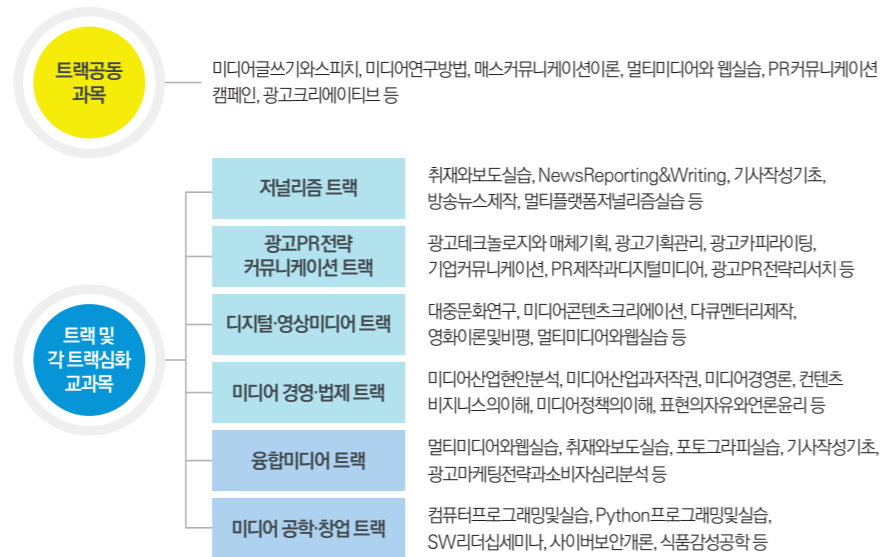 트랙공동
과목
미디어글쓰기와스피치, 미디어연구방법, 매스커뮤니케이션이론, 멀티미디어와 웹실습, PR커뮤니케이션
캠페인, 광고크리에이티브 등
트랙 및
각 트랙심화
교과목
저널리즘 트랙
취재와보도실습, NewsReporting&Writing, 기사작성기초,
방송뉴스제작, 멀티플랫폼저널리즘실습 등
광고PR전략
커뮤니케이션 트랙
광고테크놀로지와 매체기획, 광고기획관리, 광고카피라이팅,
기업커뮤니케이션, PR제작과디지털미디어, 광고PR전략리서치 등
디지털·영상미디어 트랙
대중문화연구, 미디어콘텐츠크리에이션, 다큐멘터리제작,
영화이론및비평, 멀티미디어와웹실습 등
미디어 경영·법제 트랙
미디어산업현안분석, 미디어산업과저작권, 미디어경영론, 컨텐츠
비지니스의이해, 미디어정책의이해, 표현의자유와언론윤리 등
융합미디어 트랙
멀티미디어와웹실습, 취재와보도실습, 포토그라피실습, 기사작성기초,
광고마케팅전략과소비자심리분석 등
미디어 공학·창업 트랙
컴퓨터프로그래밍및실습, Python프로그래밍및실습,
SW리더십세미나, 사이버보안개론, 식품감성공학 등